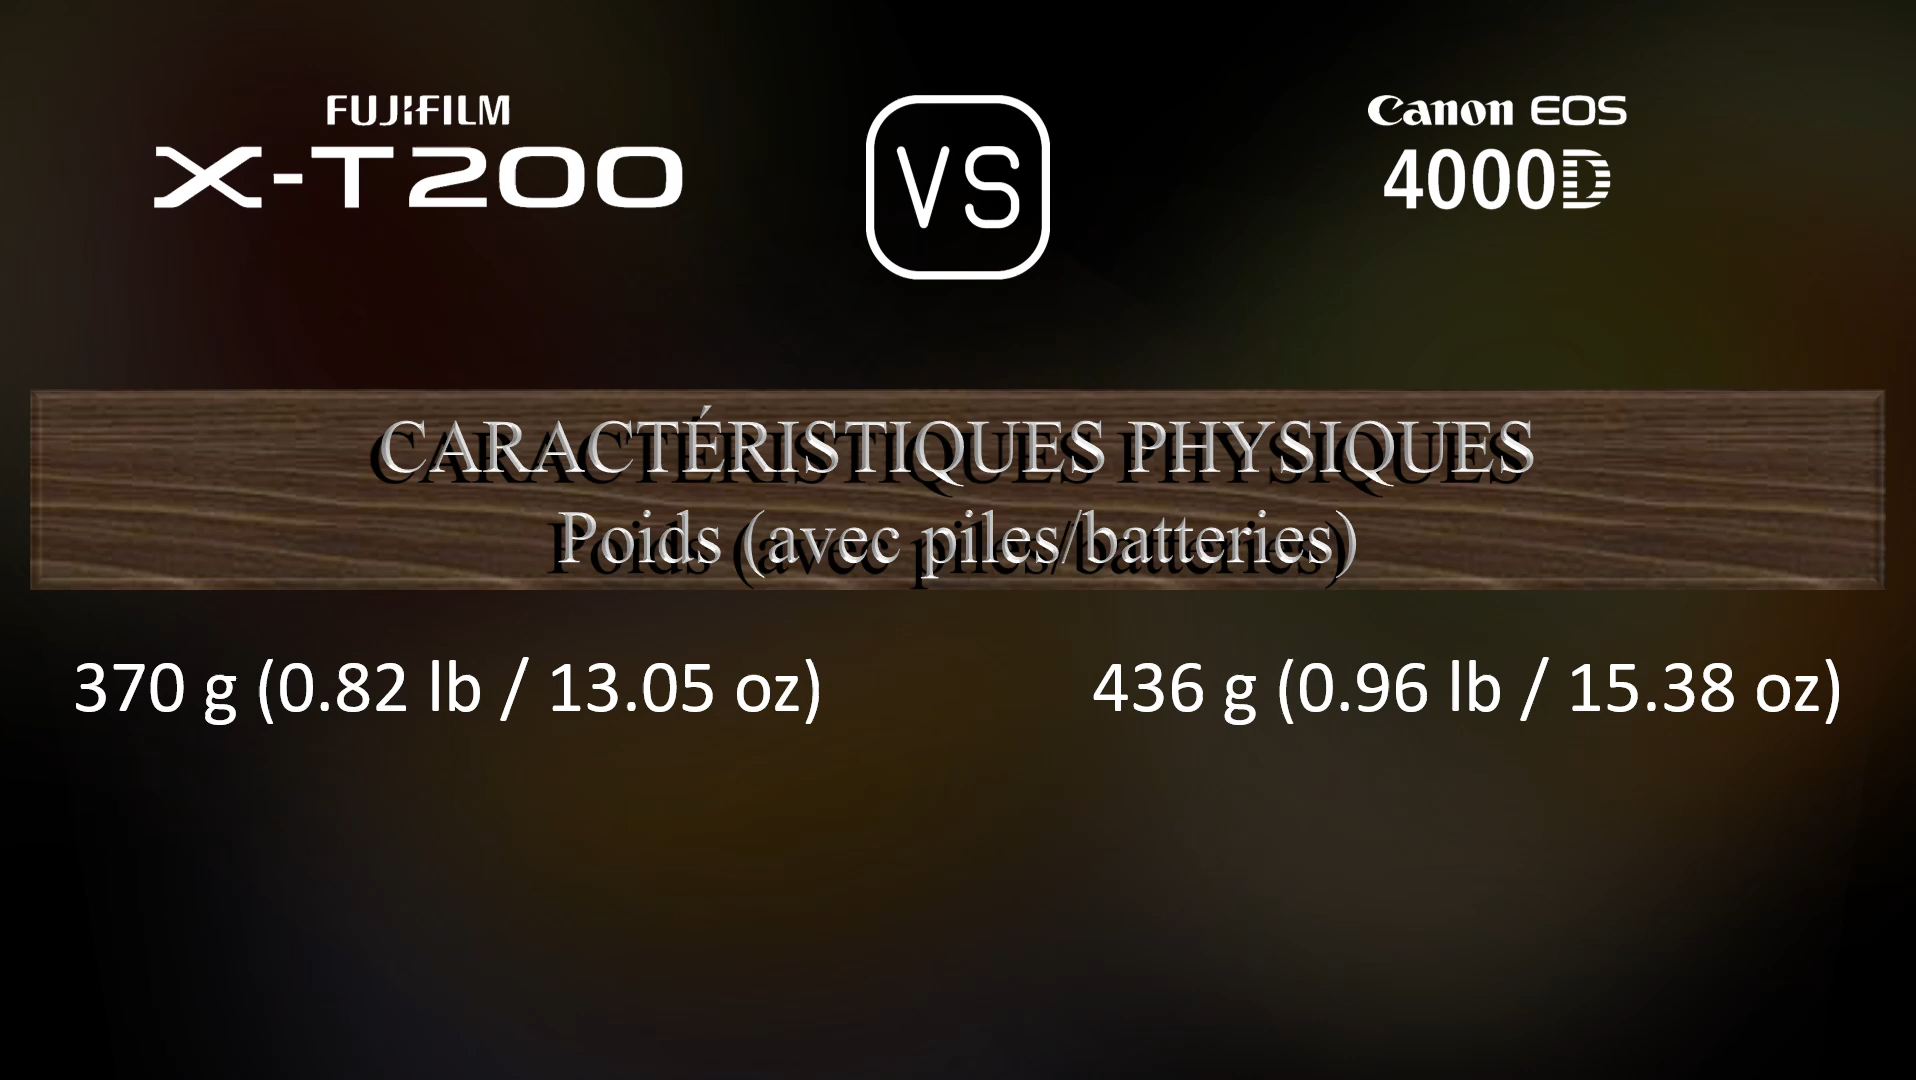 FUJIFILM
X-T200
VS
Canon EOS
4000D
CARACTÉRISTIQUES PHYSIQUES
Poids (avec piles/batteries)
370 g (0.82 lb / 13.05 oz)
436 g (0.96 lb / 15.38 oz)